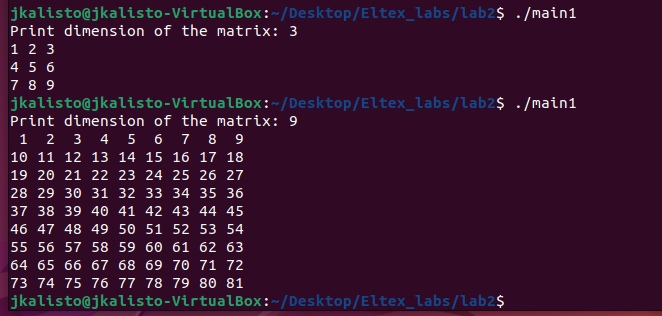 jkalisto@jkalisto-VirtualBox:~/Desktop/Eltex_labs/lab2$ ./main1
Print dimension of the matrix: 3
1 2 3
4 5 6
7 8 9
jkalisto@jkalisto-VirtualBox:~/Desktop/Eltex_labs/lab2$ ./main1
Print dimension of the matrix: 9
 1  2  3  4  5  6  7  8  9
10 11 12 13 14 15 16 17 18
19 20 21 22 23 24 25 26 27
28 29 30 31 32 33 34 35 36
37 38 39 40 41 42 43 44 45
46 47 48 49 50 51 52 53 54
55 56 57 58 59 60 61 62 63
64 65 66 67 68 69 70 71 72
73 74 75 76 77 78 79 80 81
jkalisto@jkalisto-VirtualBox:~/Desktop/Eltex_labs/lab2$